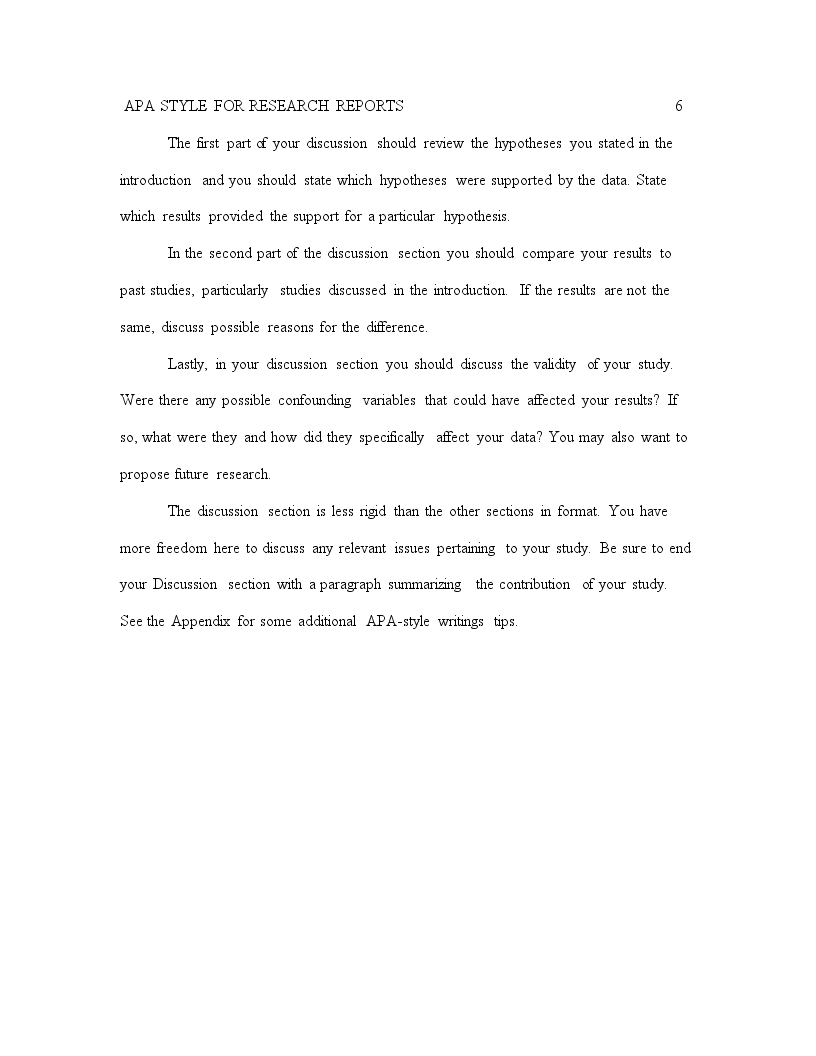 APA STYLE FOR RESEARCH REPORTS 6
The first part of your discussion should review the hypotheses you stated in the
introduction and you should state which hypotheses were supported by the data. State
which results provided the support for a particular hypothesis.
In the second part of the discussion section you should compare your results to
past studies, particularly studies discussed in the introduction. If the results are not the
same, discuss possible reasons for the difference.
Lastly, in your discussion section you should discuss the validity of your study.
Were there any possible confounding variables that could have affected your results? If
so, what were they and how did they specifically affect your data? You may also want to
propose future research.
The discussion section is less rigid than the other sections in format. You have
more freedom here to discuss any relevant issues pertaining to your study. Be sure to end
your Discussion section with a paragraph summarizing the contribution of your study.
See the Appendix for some additional APA-style writings tips.